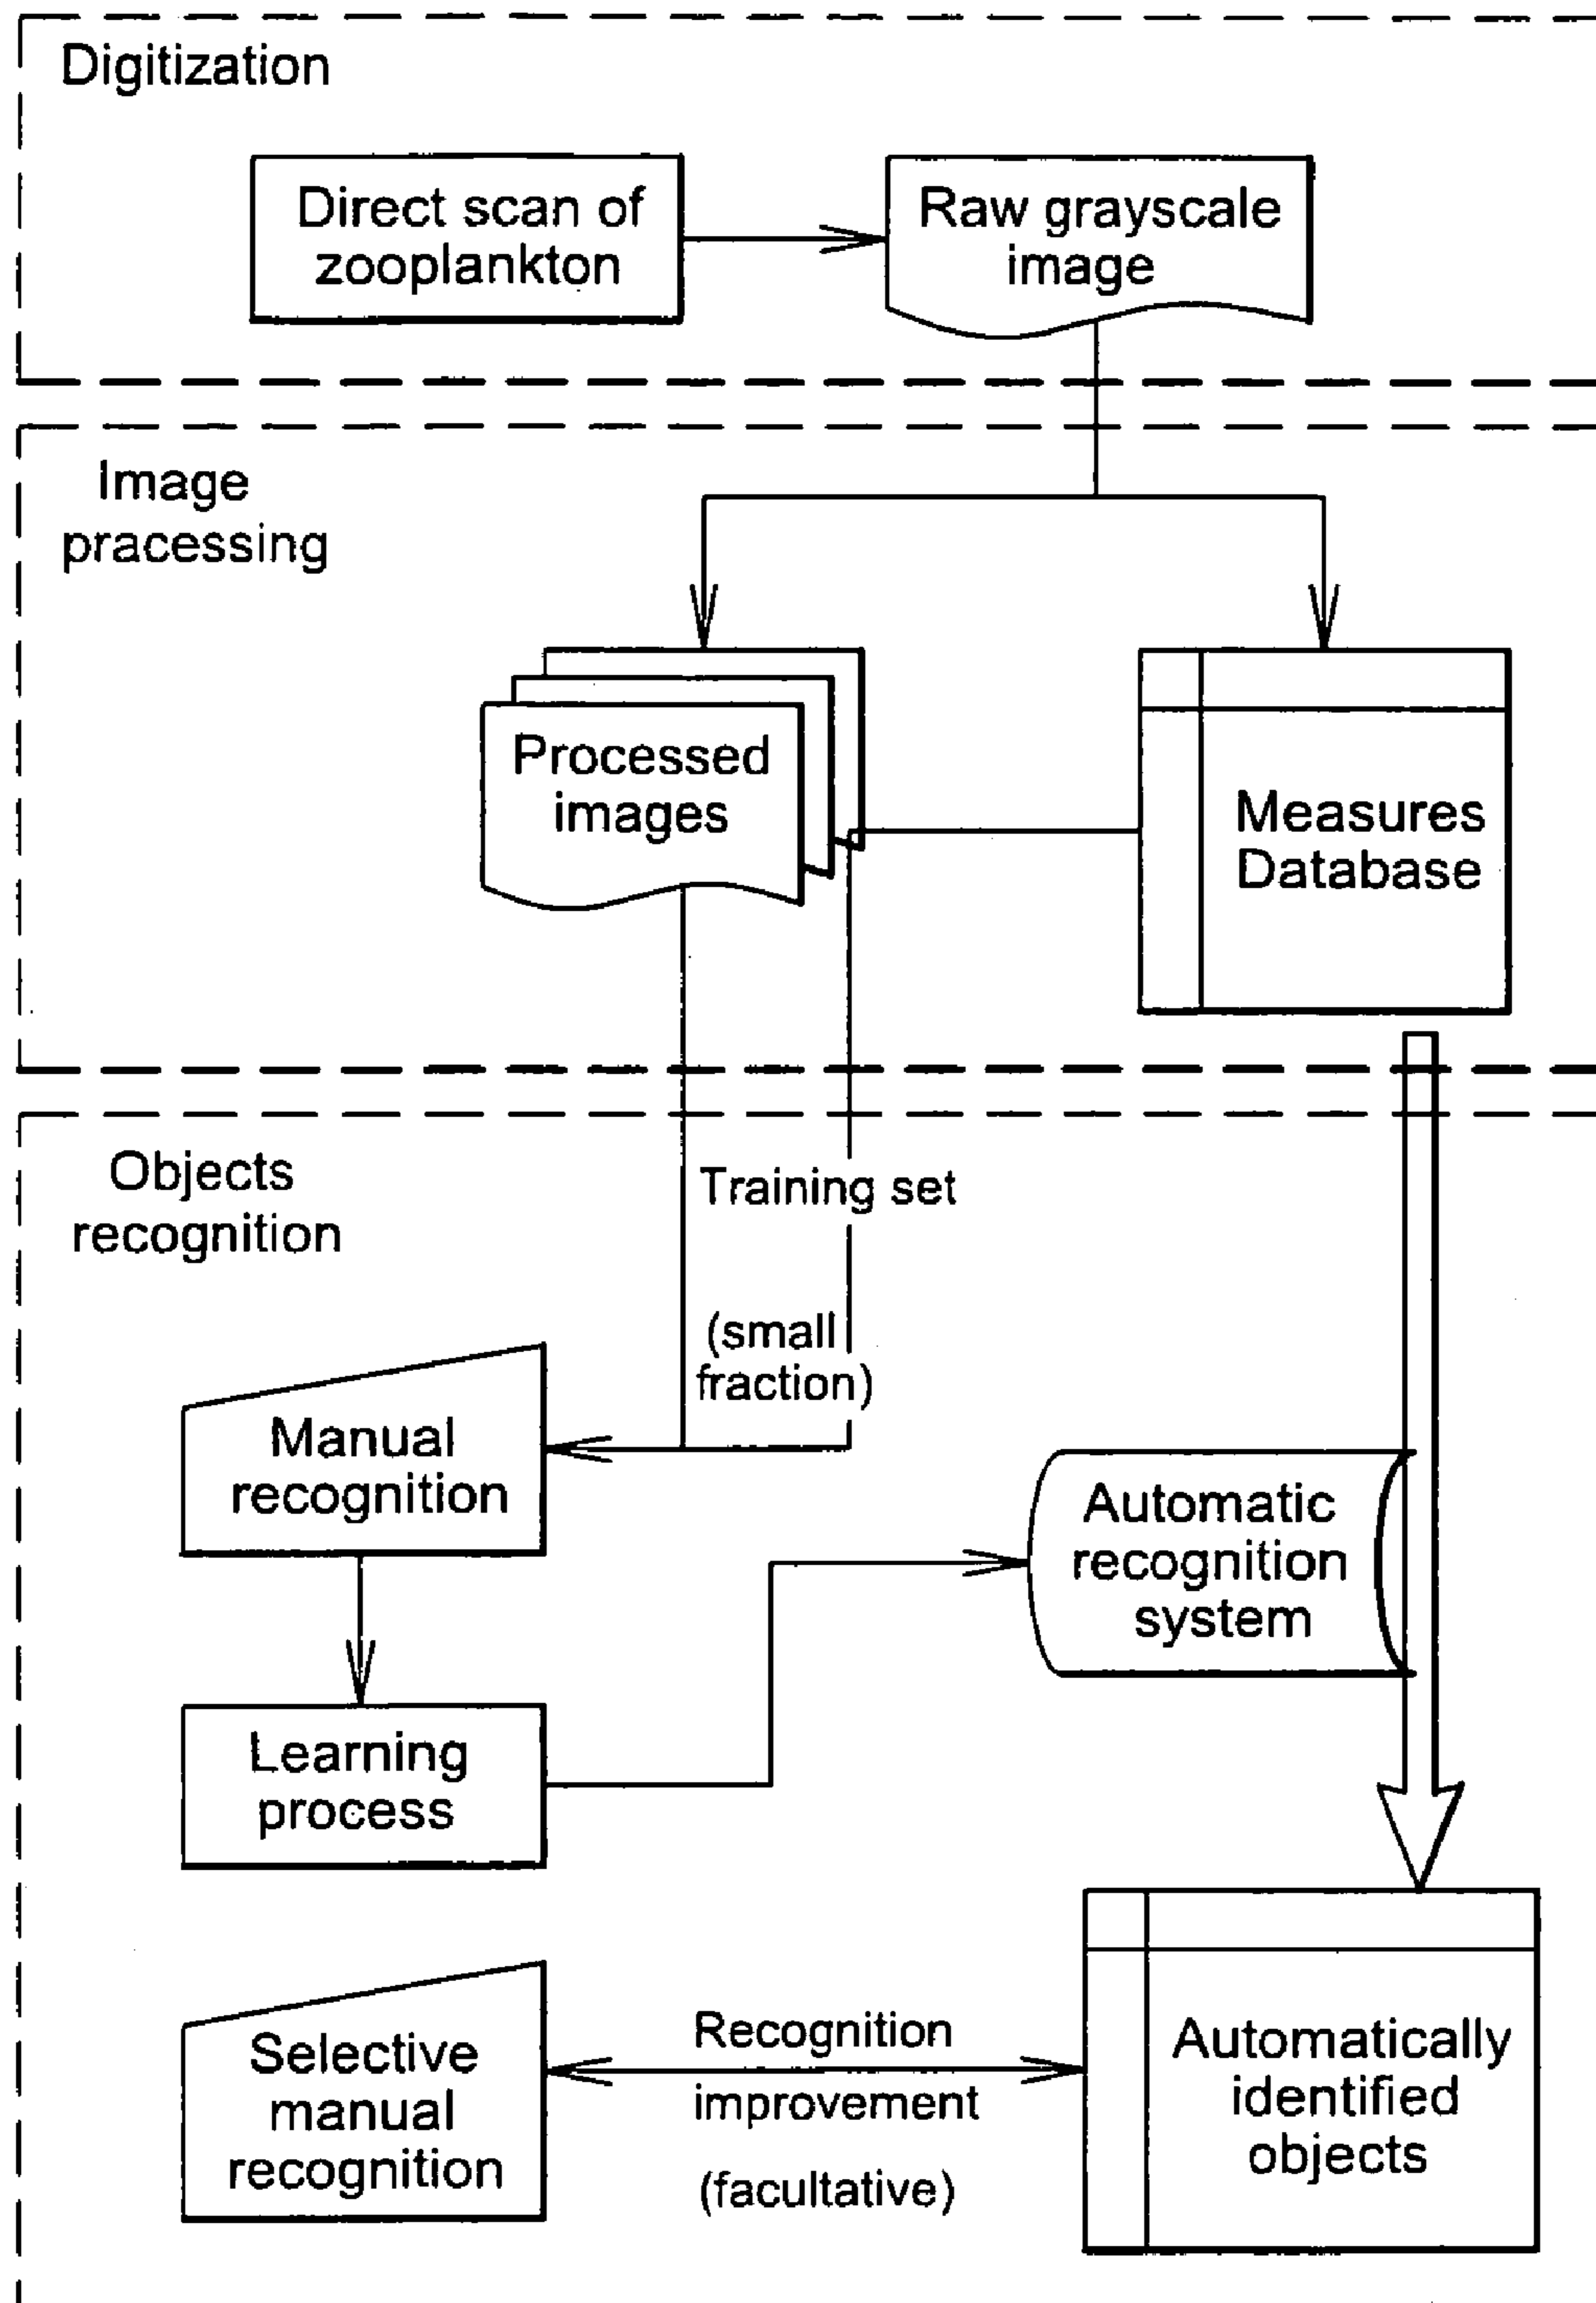 Digitization
Direct scan of
zooplankton
Raw grayscale
image
Image
pracessing
Processed
images
Measures
Database
Objects
recognition
Training set
(small
fraction)
Manual
recognition
Automatic
recognition
system
Learning
process
Selective
manual
recognition
Recognition
improvement
(facultative)
Automatically
identified
objects